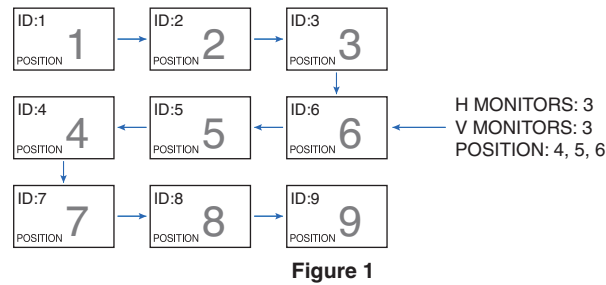 ID:1
POSITION 1
ID:2
POSITION 2
ID:3
POSITION 3
ID:4
POSITION 4
ID:5
POSITION 5
ID:6
POSITION 6
H MONITORS: 3
V MONITORS: 3
POSITION: 4, 5, 6
ID:7
POSITION 7
ID:8
POSITION 8
ID:9
POSITION 9
Figure 1